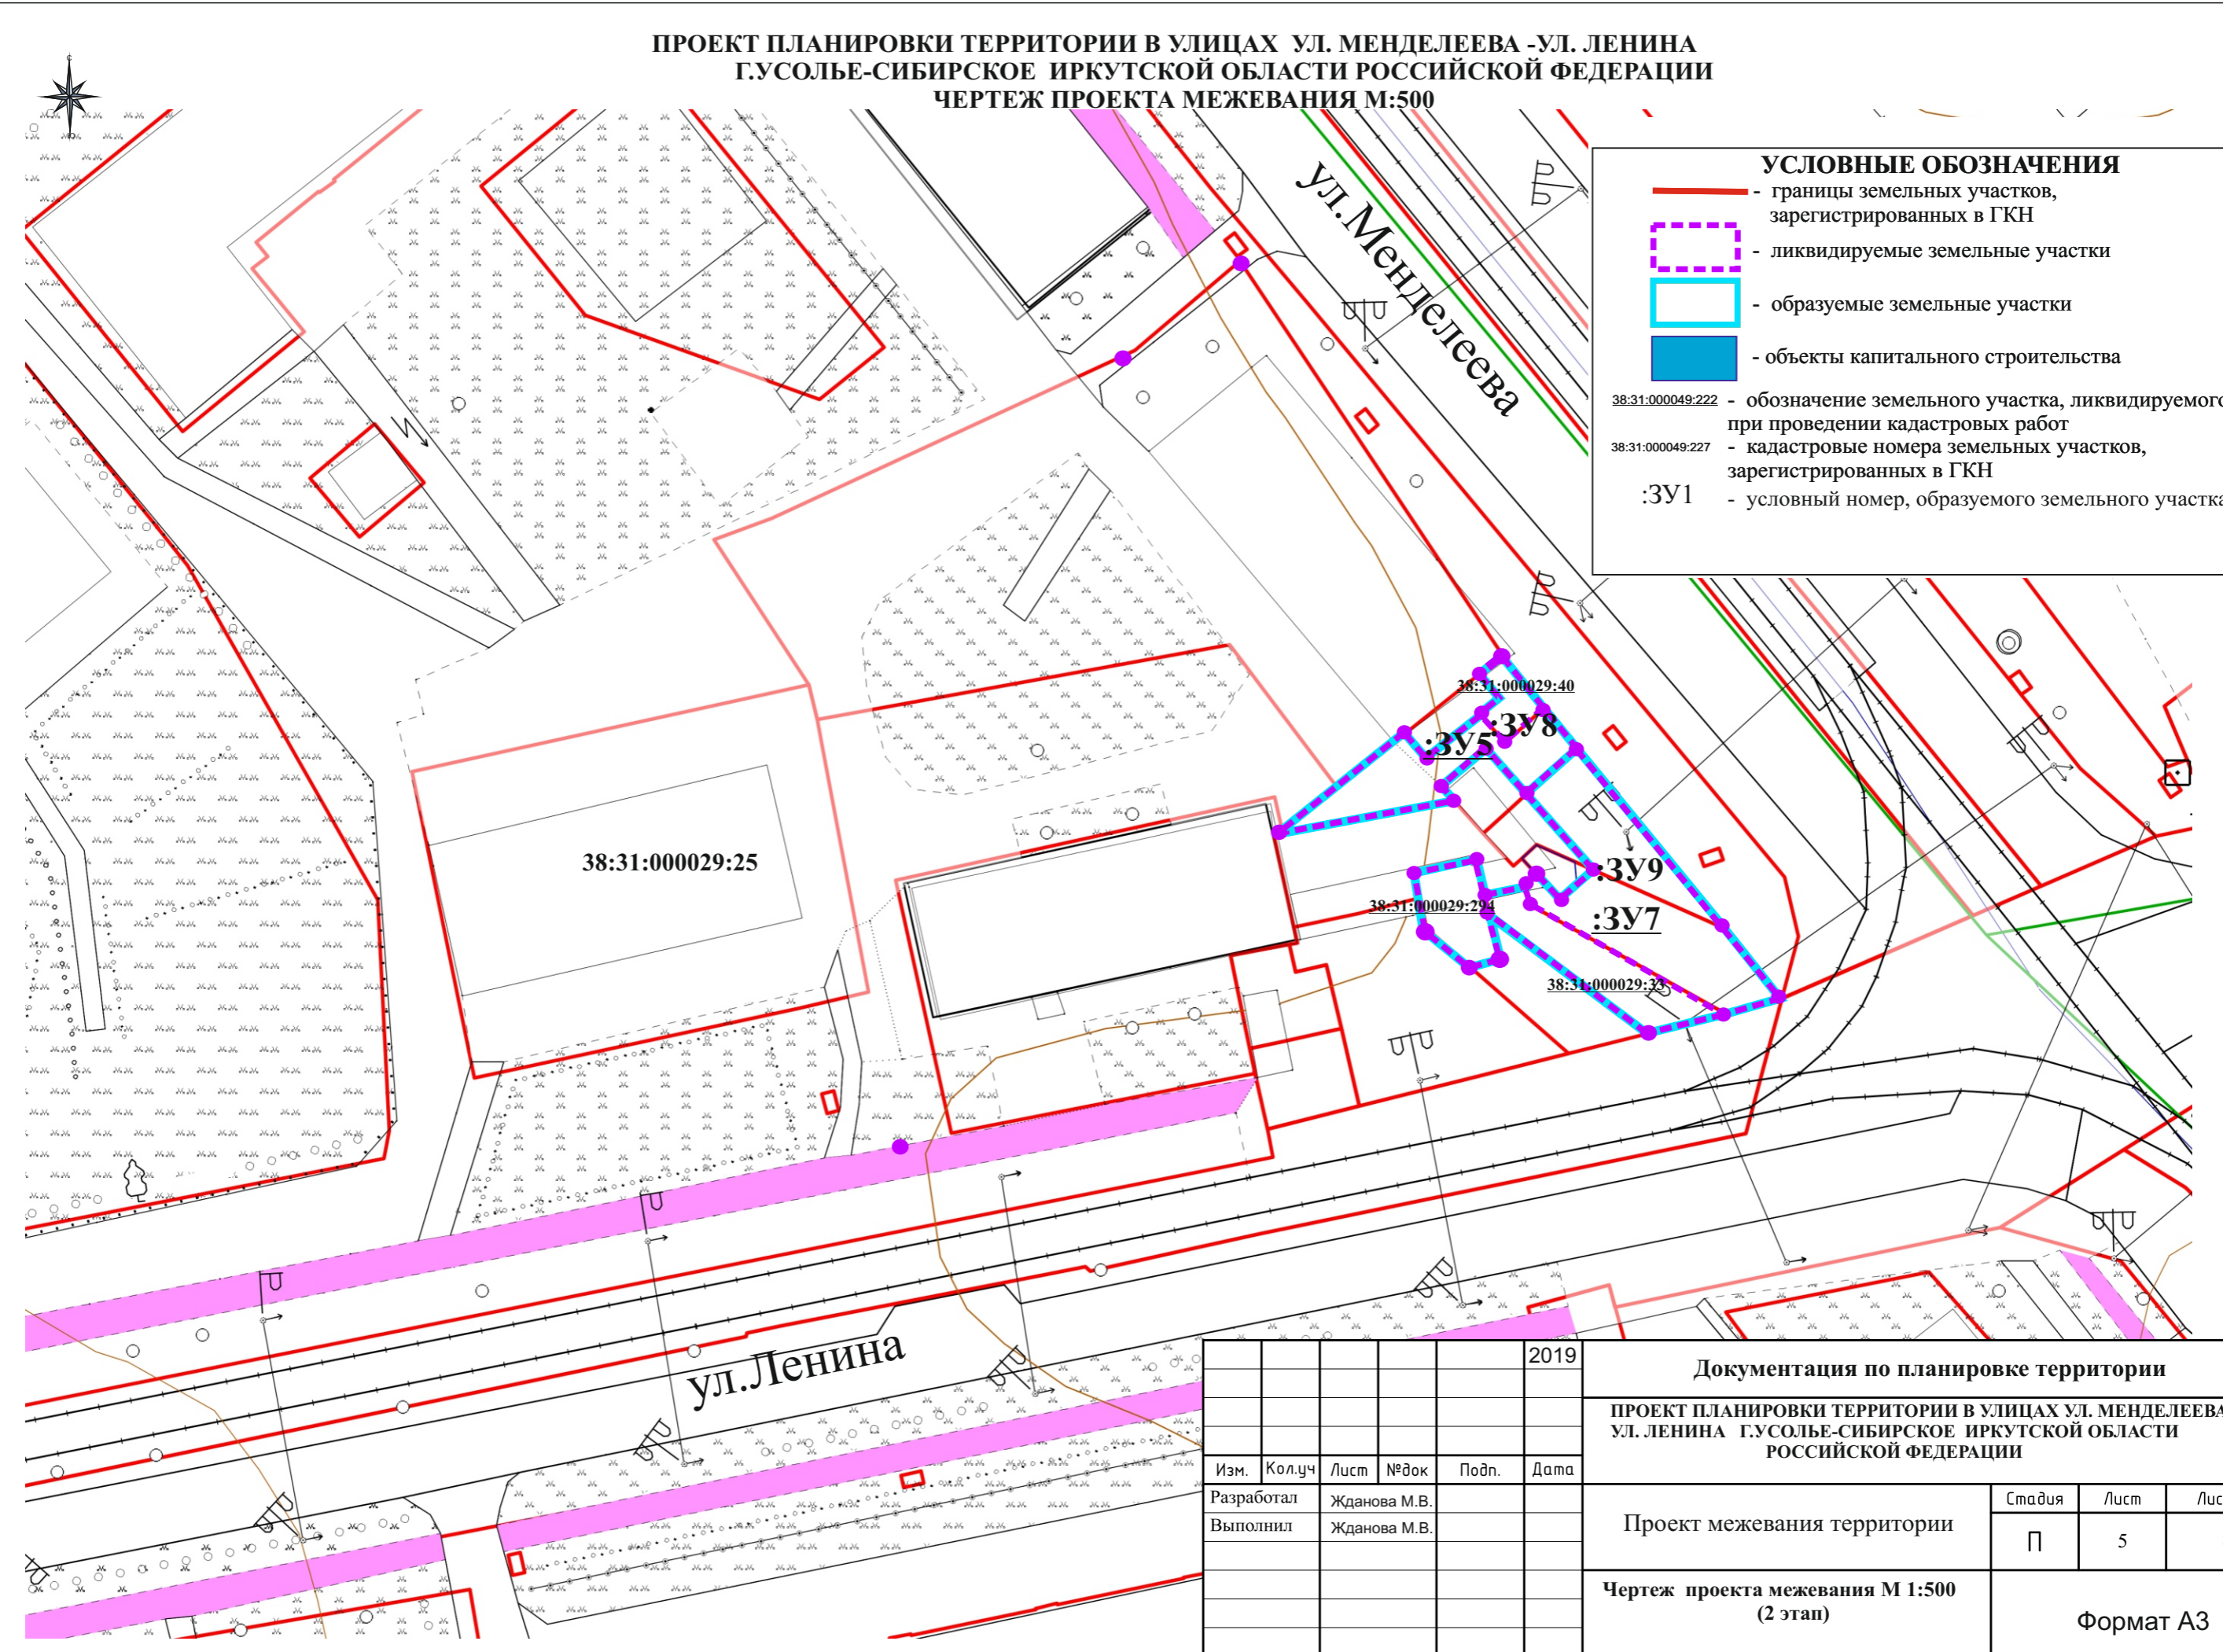 ПРОЕКТ ПЛАНИРОВКИ ТЕРРИТОРИИ В УЛИЦАХ УЛ. МЕНДЕЛЕЕВА -УЛ. ЛЕНИНА
Г.УСОЛЬЕ-СИБИРСКОЕ ИРКУТСКОЙ ОБЛАСТИ РОССИЙСКОЙ ФЕДЕРАЦИИ
ЧЕРТЕЖ ПРОЕКТА МЕЖЕВАНИЯ М:500
УСЛОВНЫЕ ОБОЗНАЧЕНИЯ
- границы земельных участков,
зарегистрированных в ГКН
- ликвидируемые земельные участки
- образуемые земельные участки
- объекты капитального строительства
38:31:000049:222 - обозначение земельного участка, ликвидируемого
при проведении кадастровых работ
38:31:000049:227 - кадастровые номера земельных участков,
зарегистрированных в ГКН
:ЗУ1 - условный номер, образуемого земельного участка
ул.Менделеева
38:31:000029:40
:ЗУ8
:ЗУ5
38:31:000029:25
:ЗУ9
38:31:000029:294
:ЗУ7
38:31:000029:33
ул.Ленина
2019
Изм. Кол.уч Лист №док Подп. Дата
Разработал Жданова М.В.
Выполнил Жданова М.В.
Документация по планировке территории
ПРОЕКТ ПЛАНИРОВКИ ТЕРРИТОРИИ В УЛИЦАХ УЛ. МЕНДЕЛЕЕВА
УЛ. ЛЕНИНА Г.УСОЛЬЕ-СИБИРСКОЕ ИРКУТСКОЙ ОБЛАСТИ
РОССИЙСКОЙ ФЕДЕРАЦИИ
Проект межевания территории
Стадия Лист
П 5
Чертеж проекта межевания М 1:500
(2 этап)
Формат А3